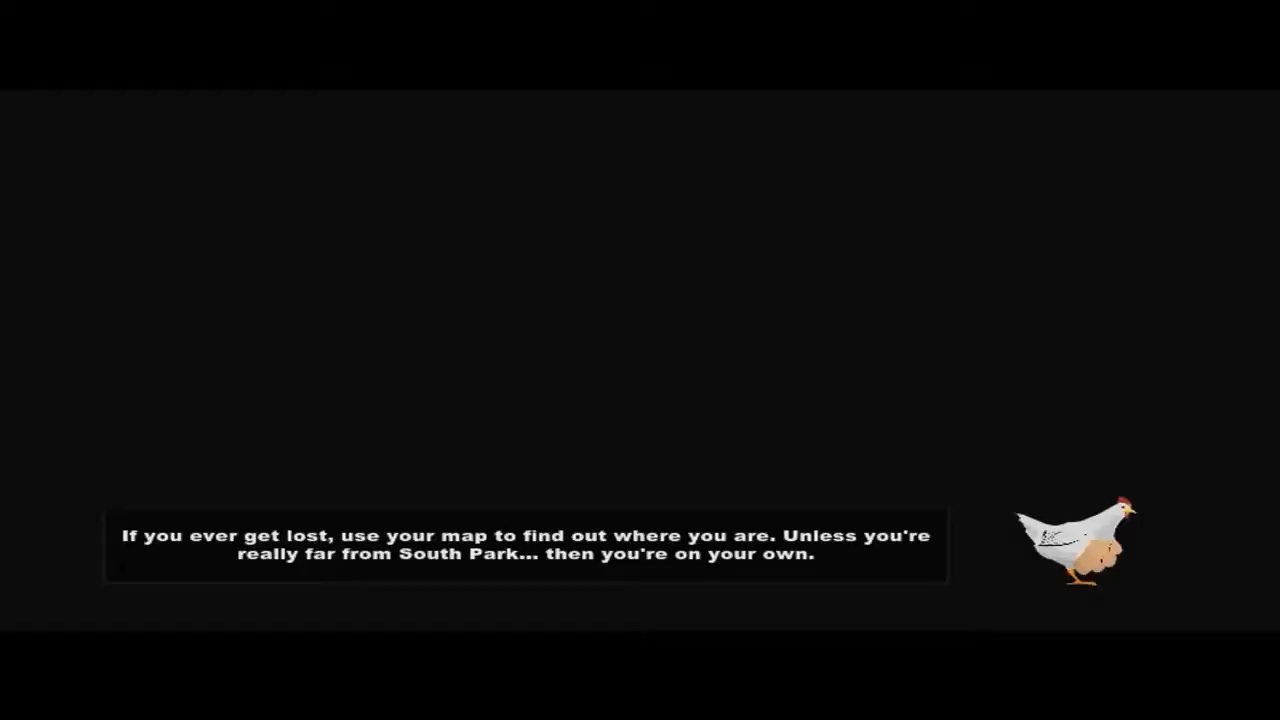 If you ever get lost, use your map to find out where you are. Unless you're
really far from South Park... then you're on your own.